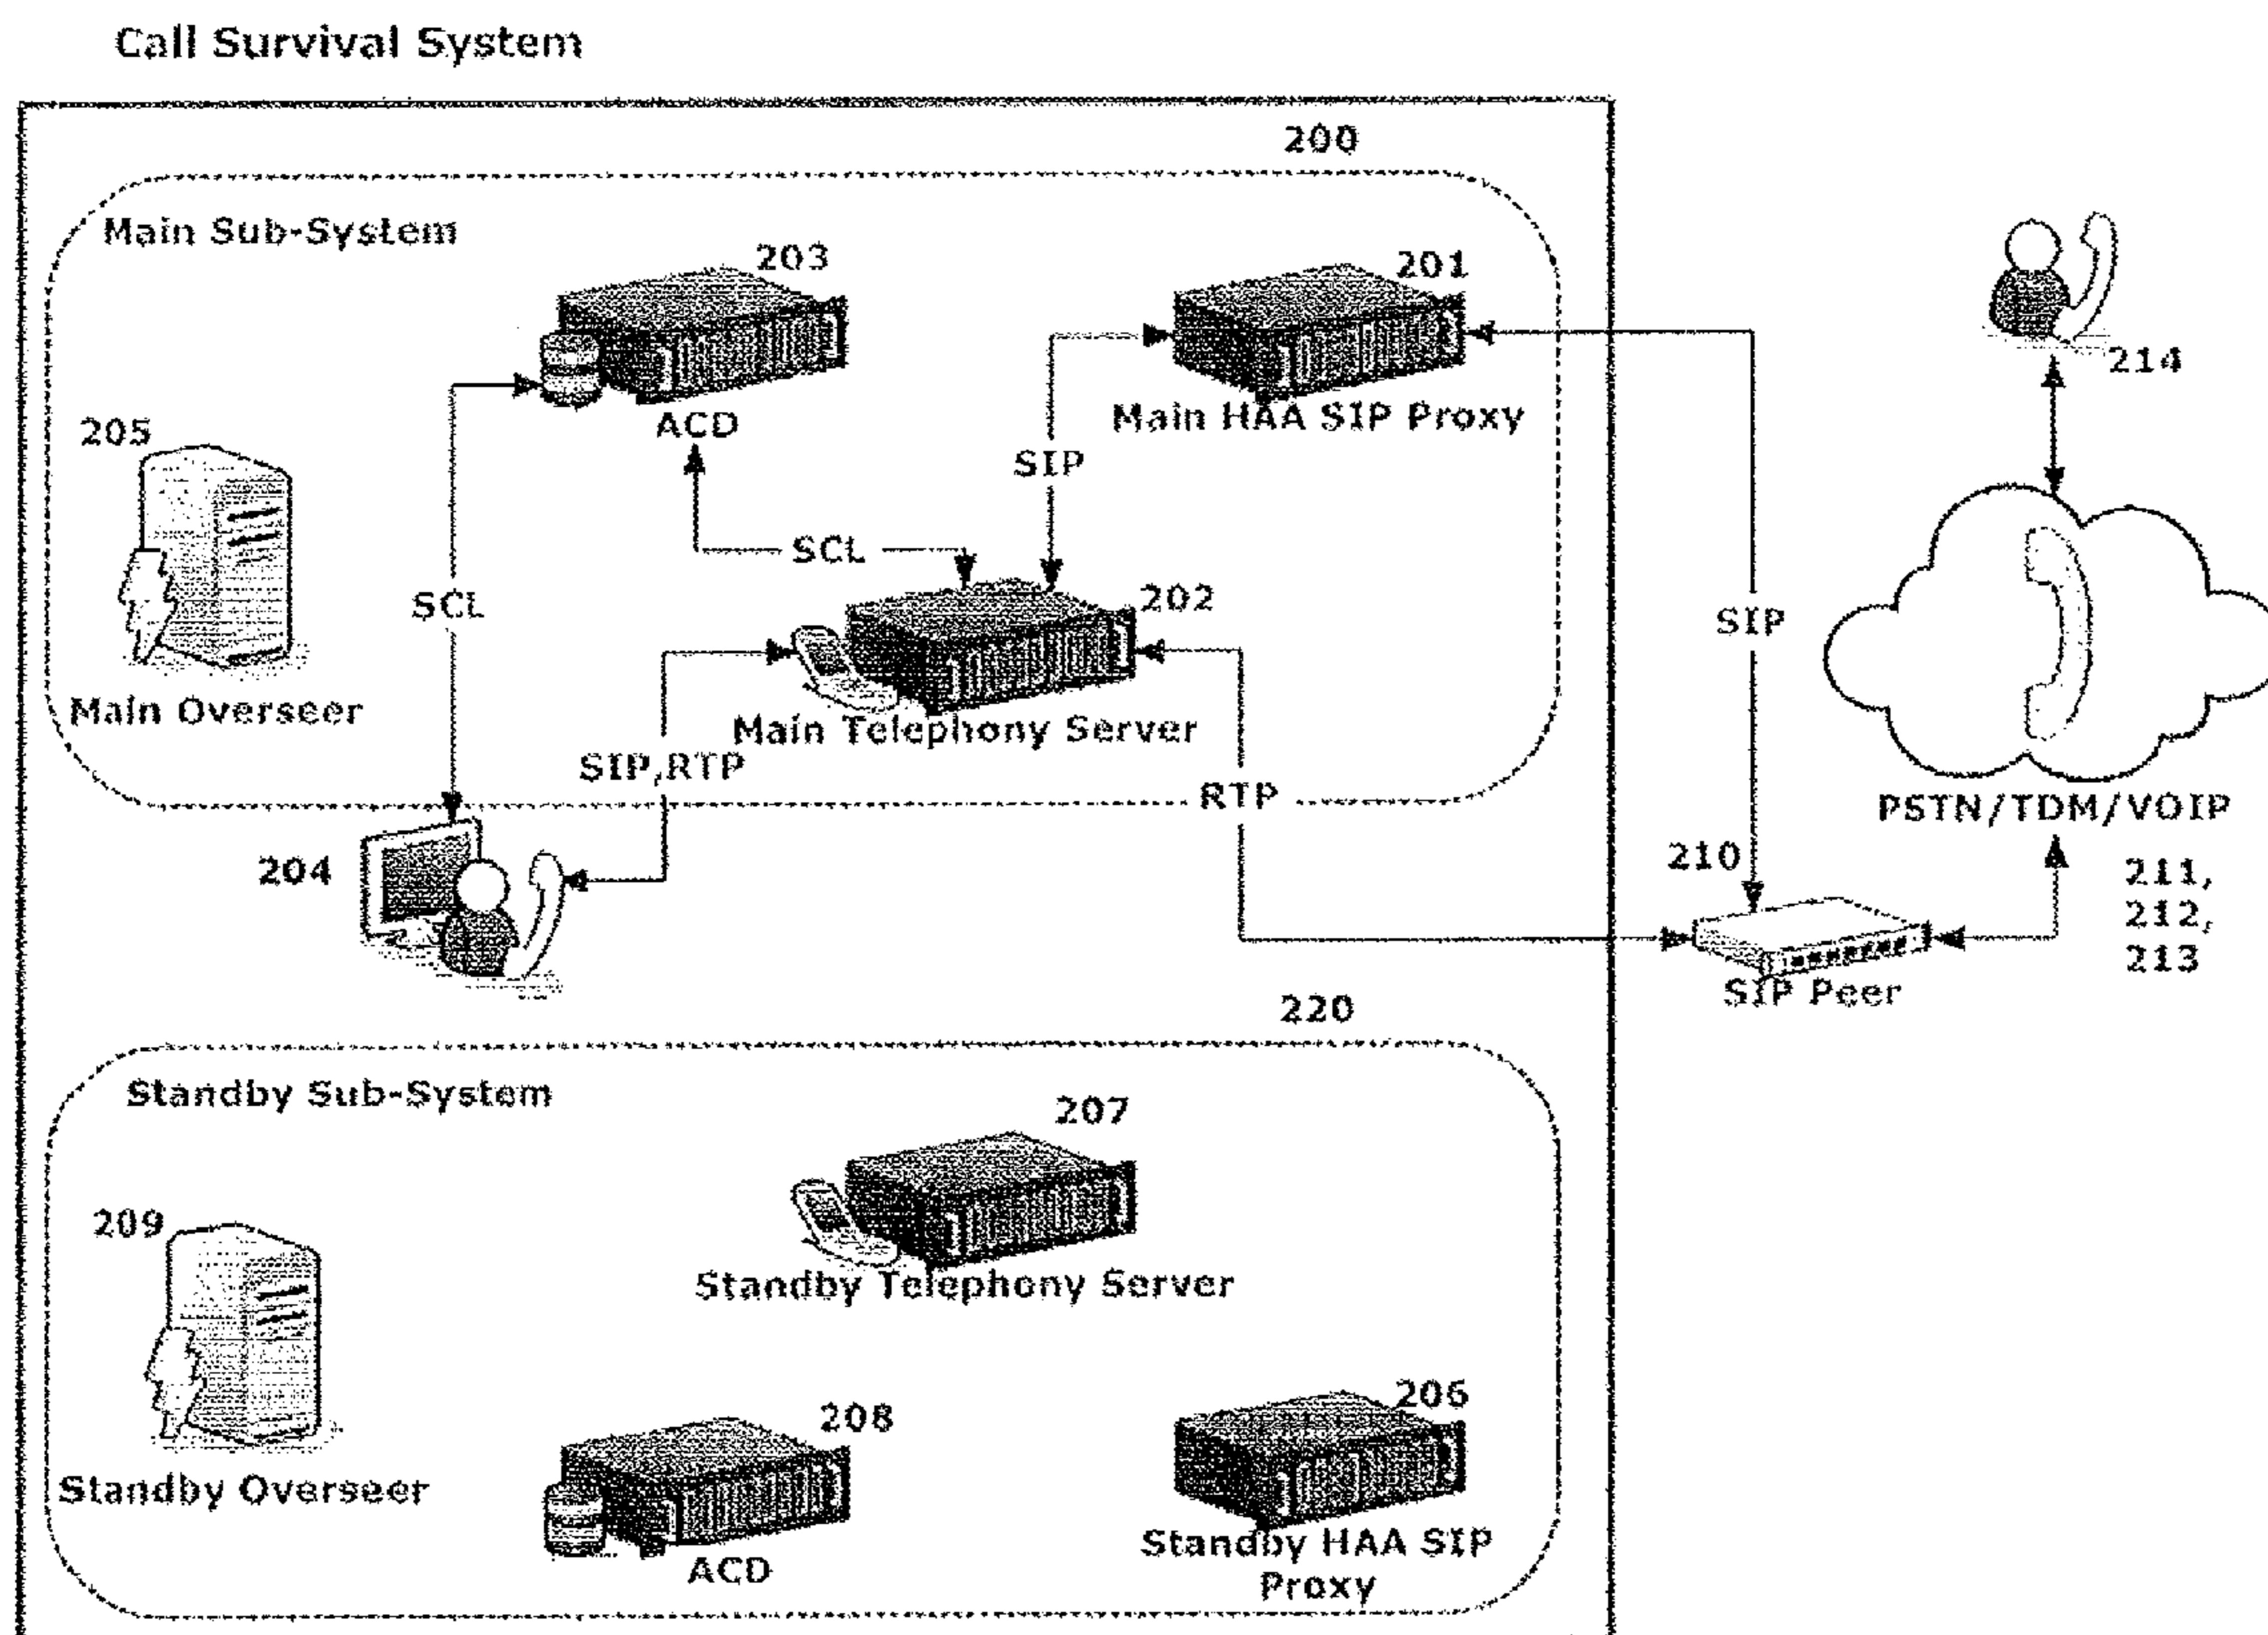 Call Survival System
200
Main Sub-System
203
201
214
205
ACD
Main HAA SIP Proxy
SIP
SCL
SCL
202
SIP
Main Overseer
Main Telephony Server
SIP,RTP
RTP
PSTN/TDM/VOIP
204
210
211,
212,
213
SIP Peer
220
Standby Sub-System
207
209
Standby Telephony Server
208
206
Standby Overseer
ACD
Standby HAA SIP
Proxy